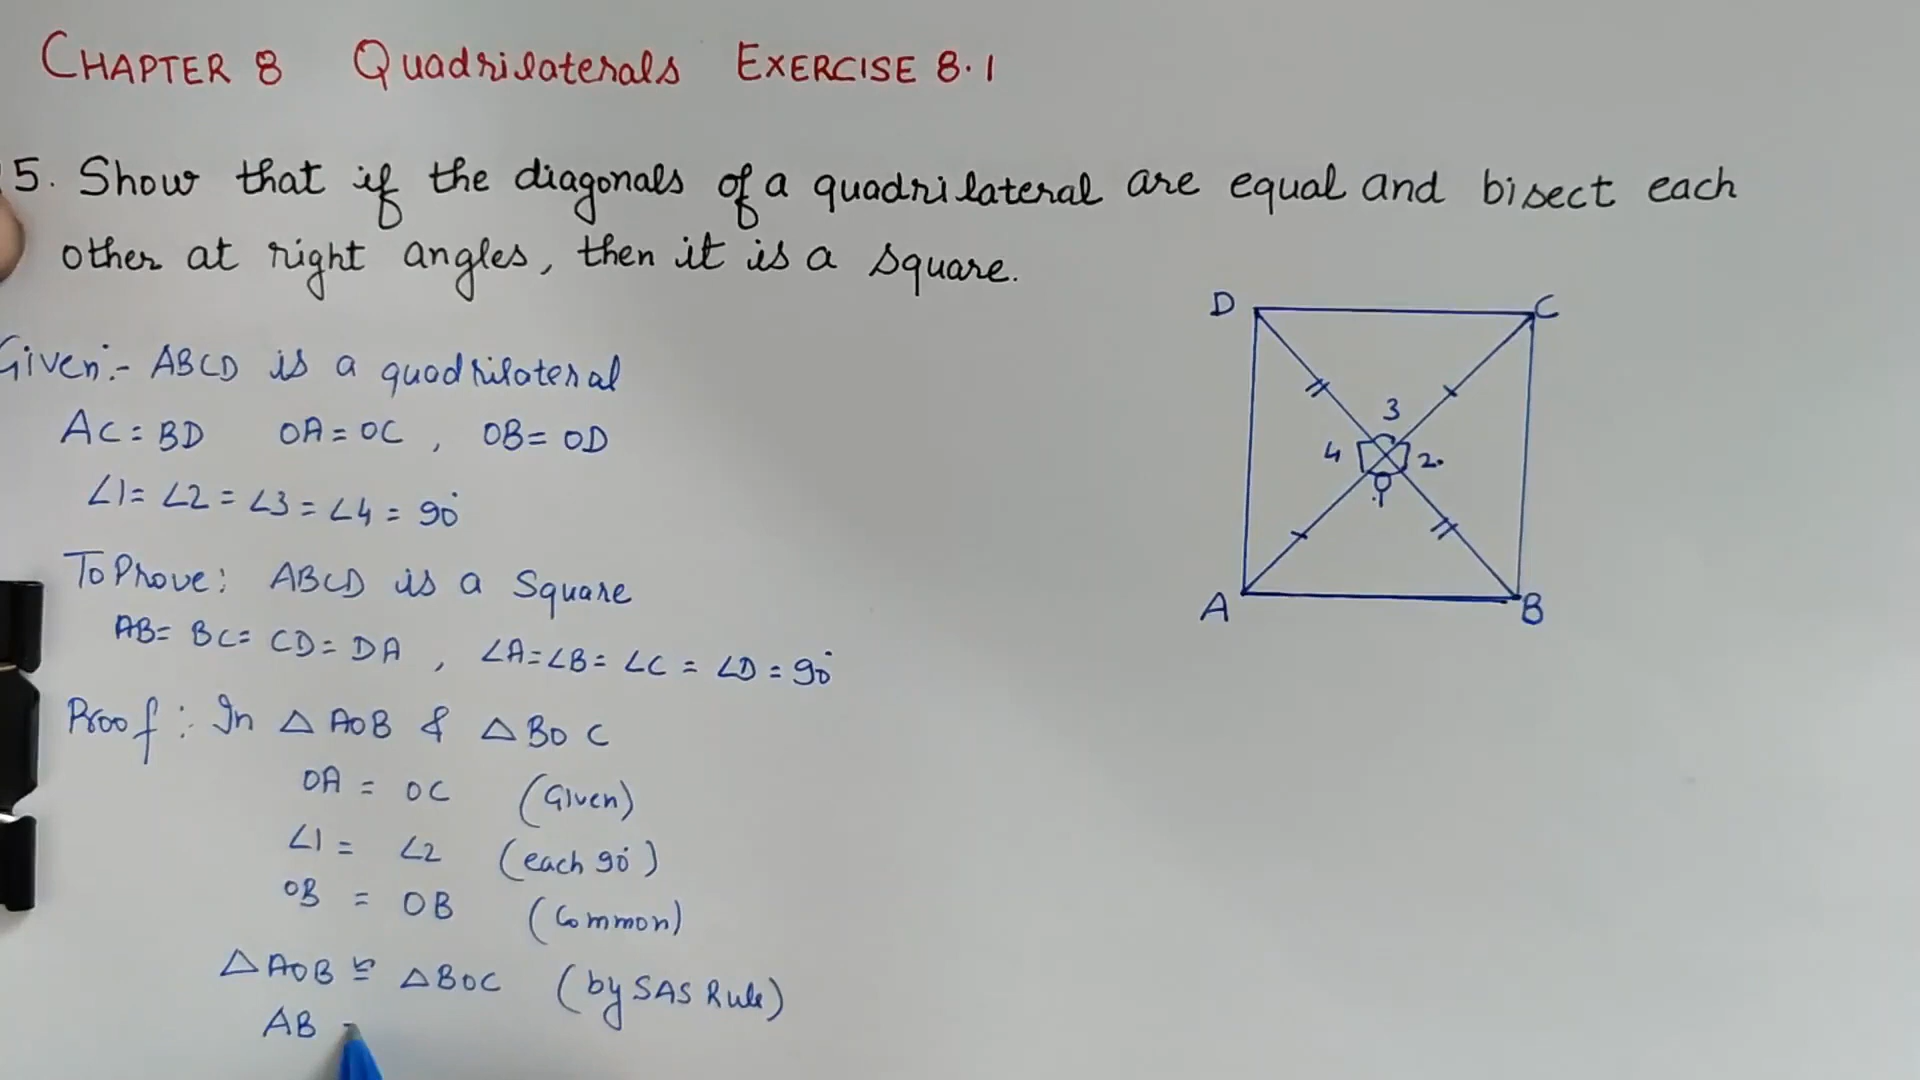 CHAPTER 8 Quadrilaterals EXERCISE 8.1
5. Show that if the diagonals of a quadrilateral are equal and bisect each
other at right angles, then it is a square.
Given:- ABCD is a quadrilateral
AC = BD OA = OC , OB = OD
∠1 = ∠2 = ∠3 = ∠4 = 90°
To Prove: ABCD is a Square
AB = BC = CD = DA , ∠A = ∠B = ∠C = ∠D = 90°
Proof: In △ AOB & △ BOC
OA = OC (Given)
∠1 = ∠2 (each 90°)
OB = OB (Common)
△AOB ≅ △BOC (by SAS Rule)
AB
D C
3
4 2
O
A B